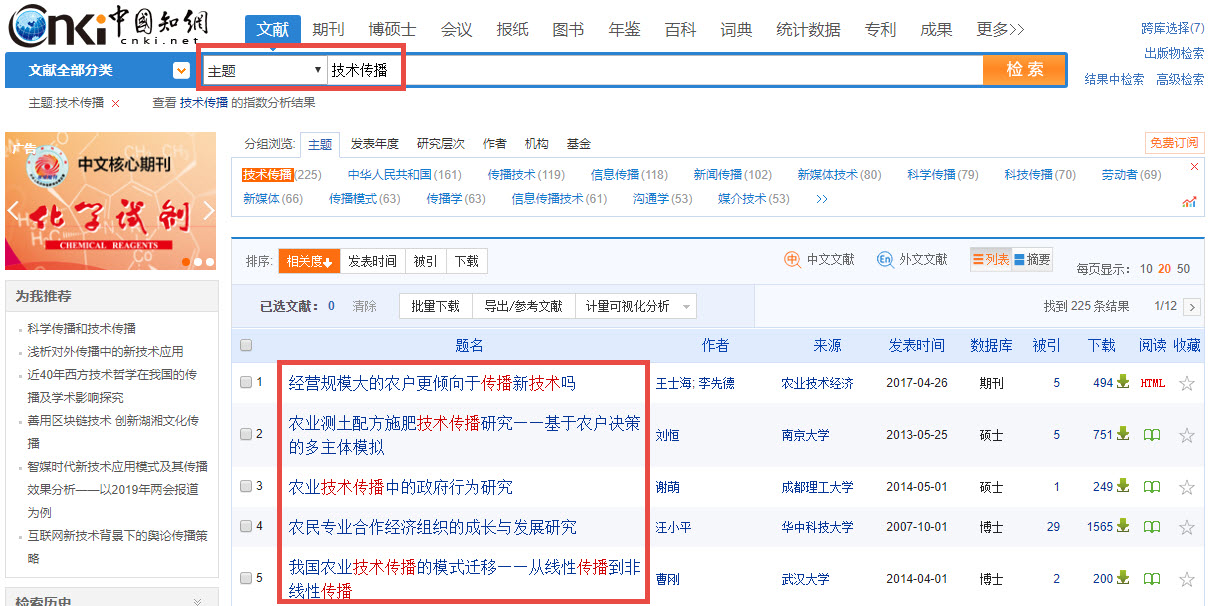 Cnki 中国知網
cnki.net
文献 期刊 博硕士 会议 报纸 图书 年鉴 百科 词典 统计数据 专利 成果 更多>>
跨库选择(7)
出版物检索
文献全部分类 主题 技术传播 检索
结果中检索 高级检索
主题:技术传播 × 查看 技术传播 的指数分析结果
广告
中文核心期刊
化学试剂
CHEMICAL REAGENTS
分组浏览: 主题 发表年度 研究层次 作者 机构 基金 免费订阅
技术传播(225) 中华人民共和国(161) 传播技术(119) 信息传播(118) 新闻传播(102) 新媒体技术(80) 科学传播(79) 科技传播(70) 劳动者(69)
新媒体(66) 传播模式(63) 传播学(63) 信息传播技术(61) 沟通学(53) 媒介技术(53) >>
排序: 相关度 发表时间 被引 下载 中文文献 外文文献 列表 摘要 每页显示: 10 20 50
已选文献: 0 清除 批量下载 导出/参考文献 计量可视化分析 找到 225 条结果 1/12 >
题名 作者 来源 发表时间 数据库 被引 下载 阅读 收藏
1 经营规模大的农户更倾向于传播新技术吗 王士海; 李先德 农业技术经济 2017-04-26 期刊 5 494 HTML
2 农业测土配方施肥技术传播研究——基于农户决策
的多主体模拟 刘恒 南京大学 2013-05-25 硕士 5 751
3 农业技术传播中的政府行为研究 谢萌 成都理工大学 2014-05-01 硕士 1 249
4 农民专业合作经济组织的成长与发展研究 汪小平 华中科技大学 2007-10-01 博士 29 1565
5 我国农业技术传播的模式迁移——从线性传播到非
线性传播 曹刚 武汉大学 2014-04-01 博士 2 200
为我推荐
科学传播和技术传播
浅析对外传播中的新技术应用
近40年西方技术哲学在我国的传
播及学术影响探究
善用区块链技术 创新湖湘文化传
播
智媒时代新技术应用模式及其传播
效果分析——以2019年两会报道
为例
互联网新技术背景下的舆论传播策
略
检索历史